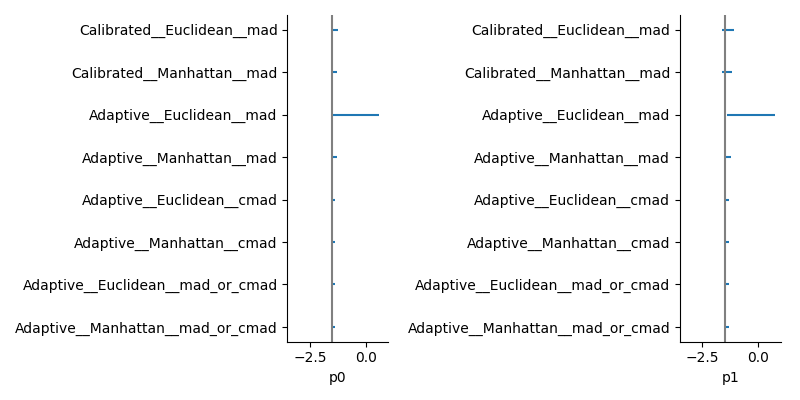 Calibrated__Euclidean__mad
Calibrated__Manhattan__mad
Adaptive__Euclidean__mad
Adaptive__Manhattan__mad
Adaptive__Euclidean__cmad
Adaptive__Manhattan__cmad
Adaptive__Euclidean__mad_or_cmad
Adaptive__Manhattan__mad_or_cmad
−2.5 0.0
p0
Calibrated__Euclidean__mad
Calibrated__Manhattan__mad
Adaptive__Euclidean__mad
Adaptive__Manhattan__mad
Adaptive__Euclidean__cmad
Adaptive__Manhattan__cmad
Adaptive__Euclidean__mad_or_cmad
Adaptive__Manhattan__mad_or_cmad
−2.5 0.0
p1